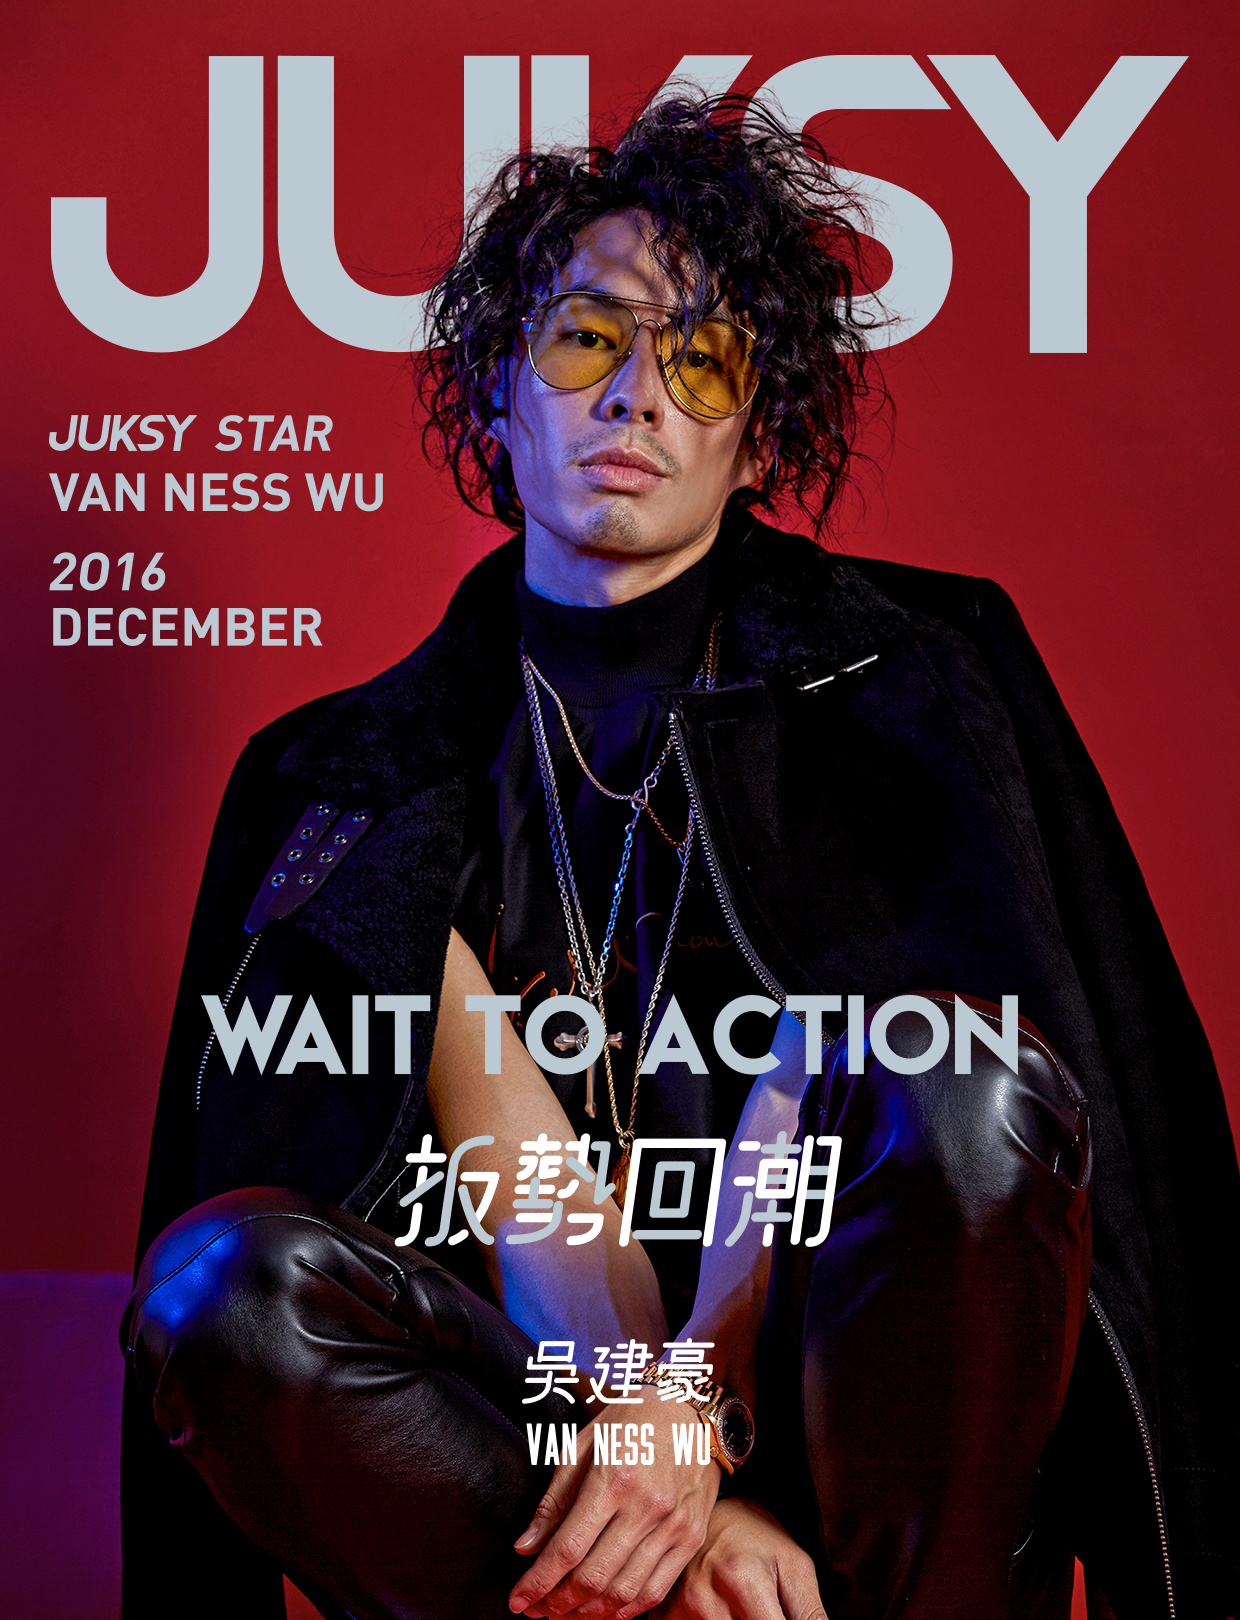 JUKSY
JUKSY STAR
VAN NESS WU
2016
DECEMBER
WAIT TO ACTION
扳勢回潮
吳建豪
VAN NESS WU